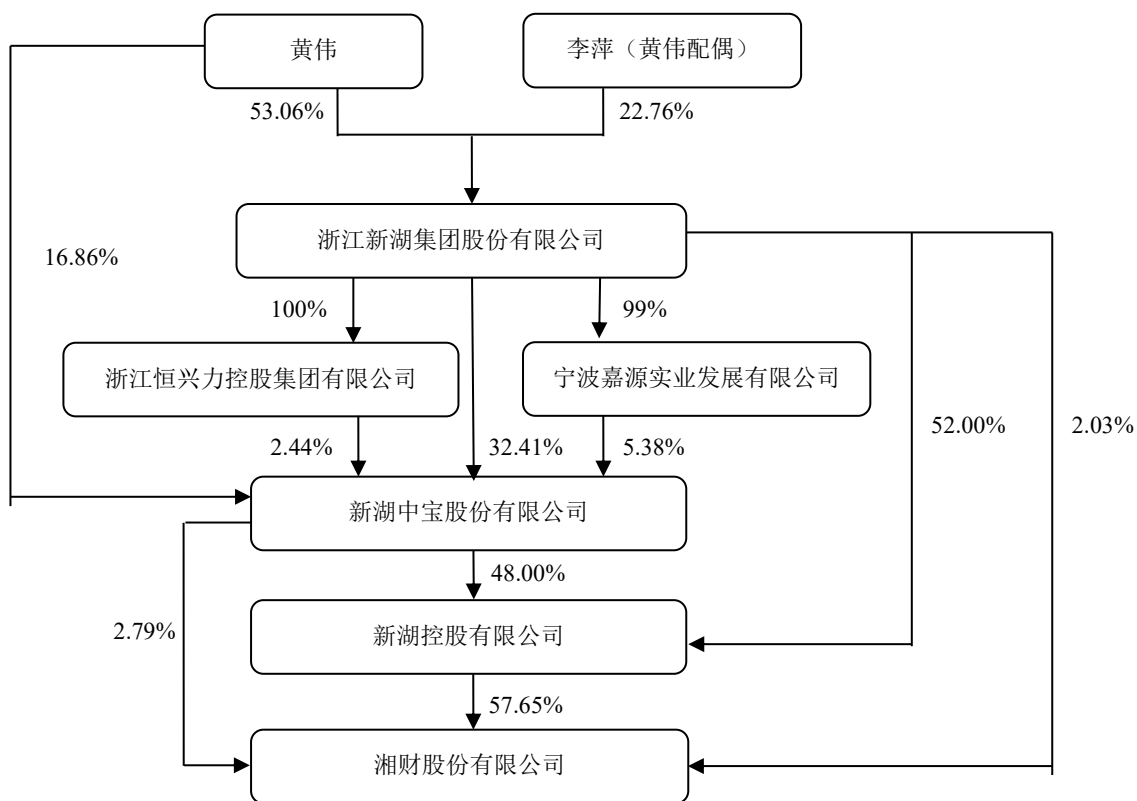 黄伟
李萍（黄伟配偶）
53.06%
22.76%
浙江新湖集团股份有限公司
16.86%
100%
99%
浙江恒兴力控股集团有限公司
宁波嘉源实业发展有限公司
52.00%
2.03%
2.44%
32.41%
5.38%
新湖中宝股份有限公司
48.00%
2.79%
新湖控股有限公司
57.65%
湘财股份有限公司